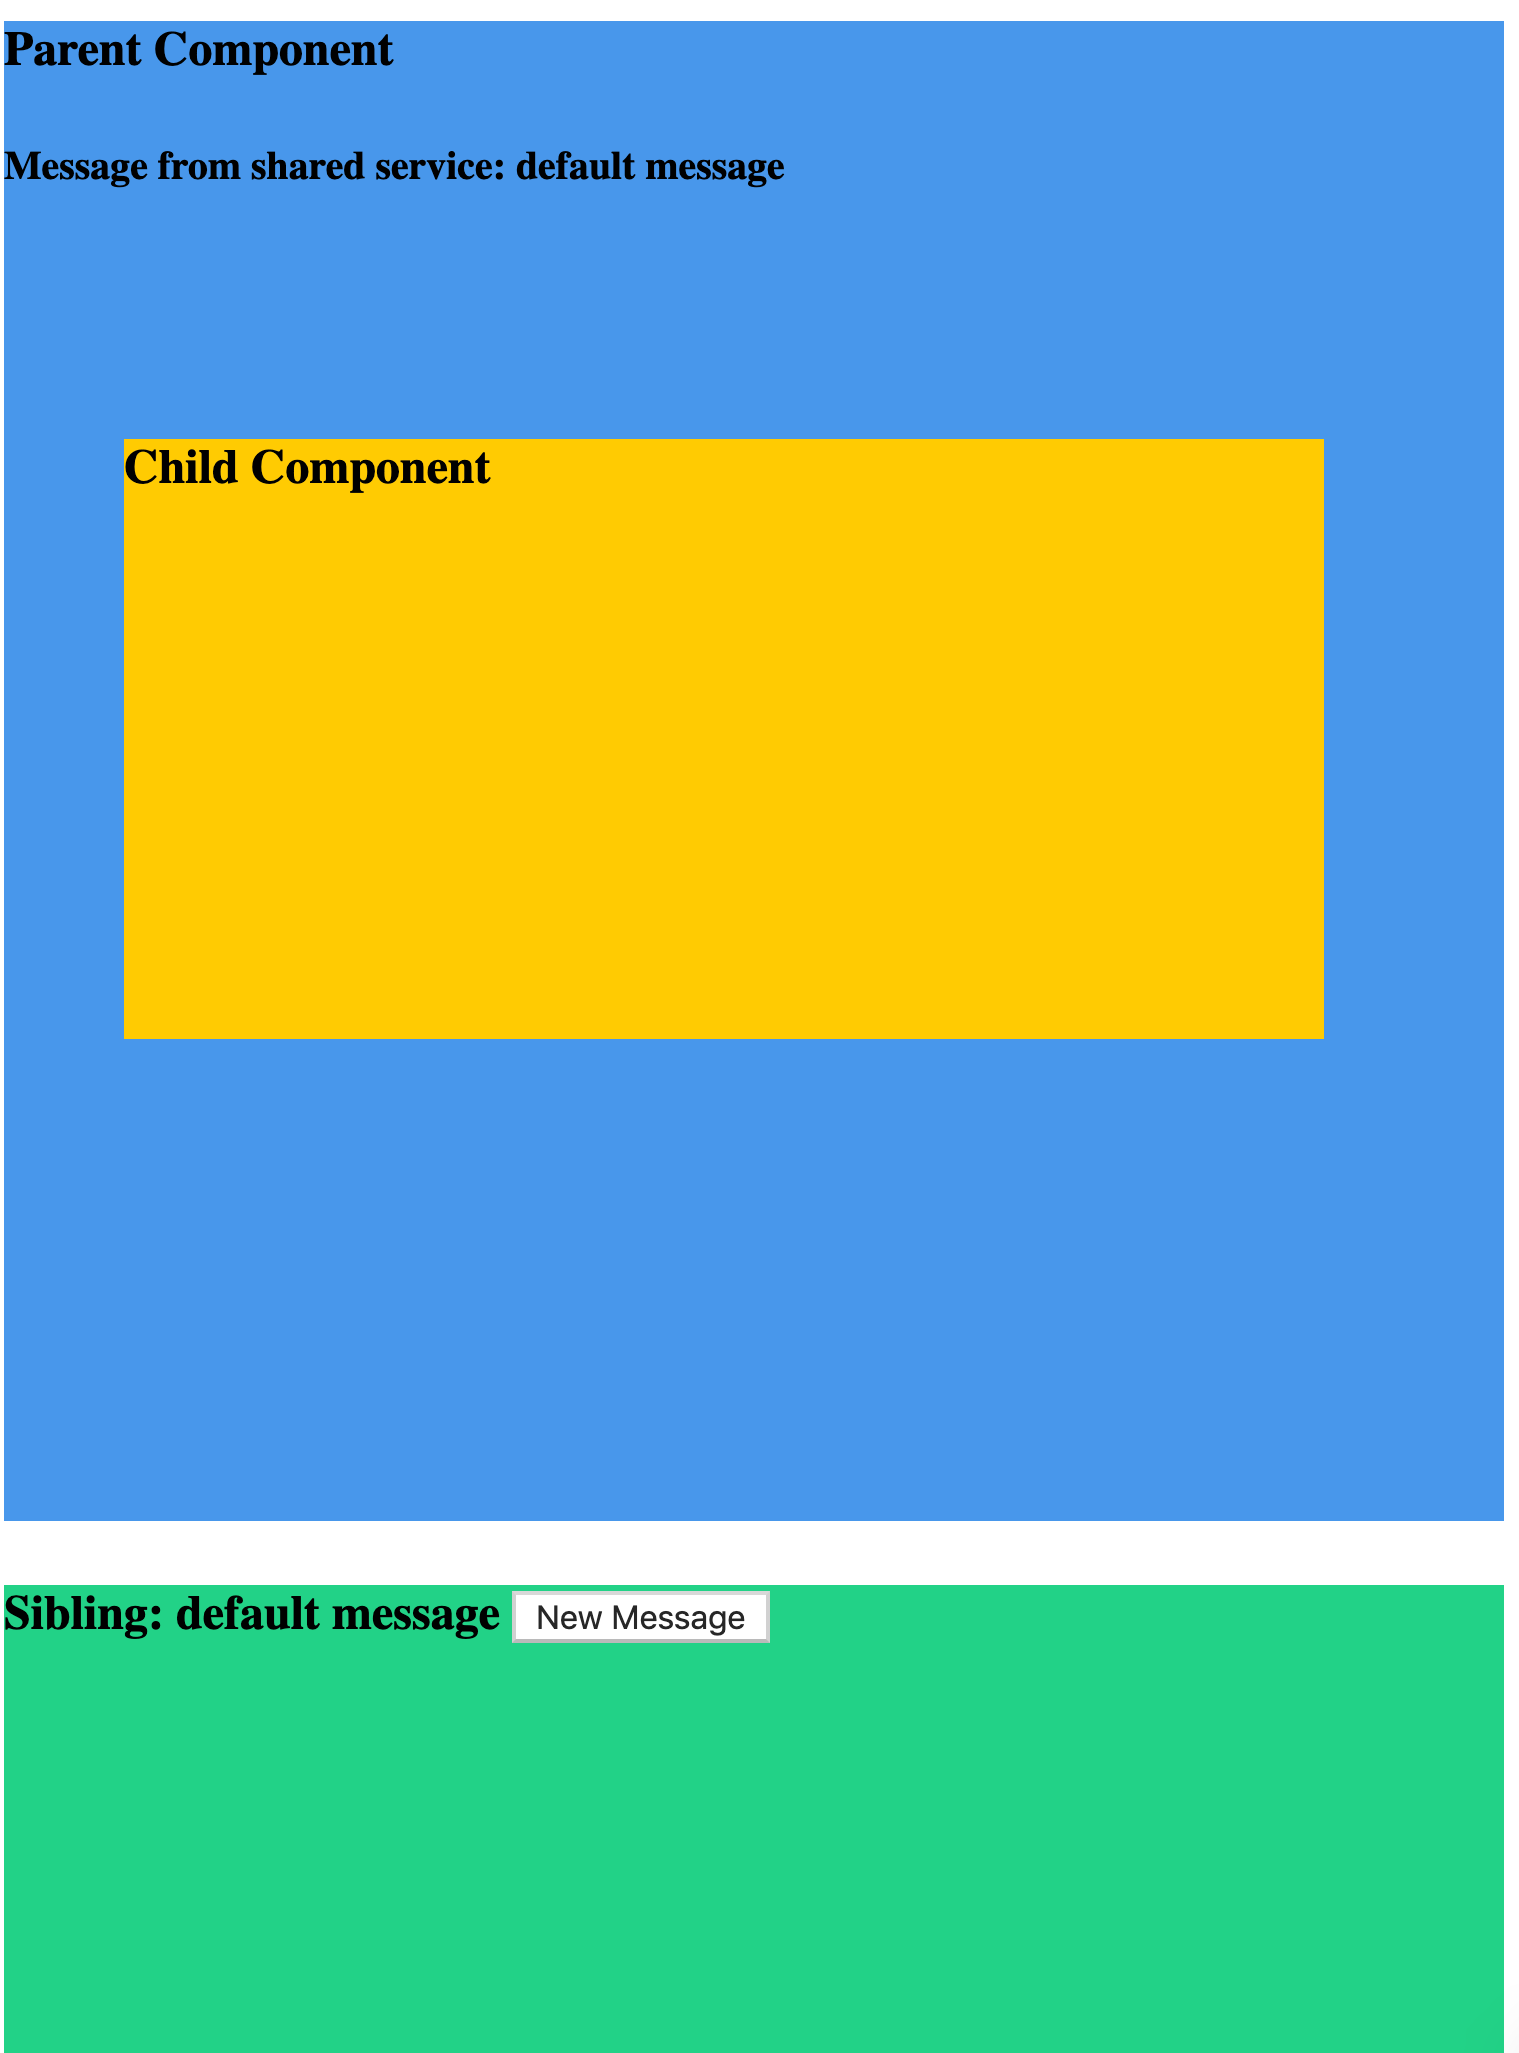 Parent Component
Message from shared service: default message
Child Component
Sibling: default message New Message